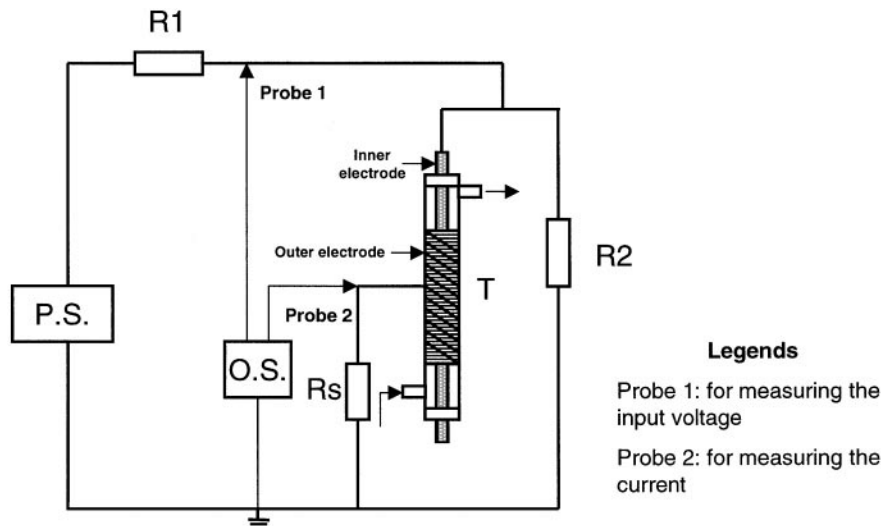 R1
Probe 1
Inner
electrode
Outer electrode
R2
T
P.S.
Probe 2
O.S.
Rs
Legends
Probe 1: for measuring the
input voltage
Probe 2: for measuring the
current